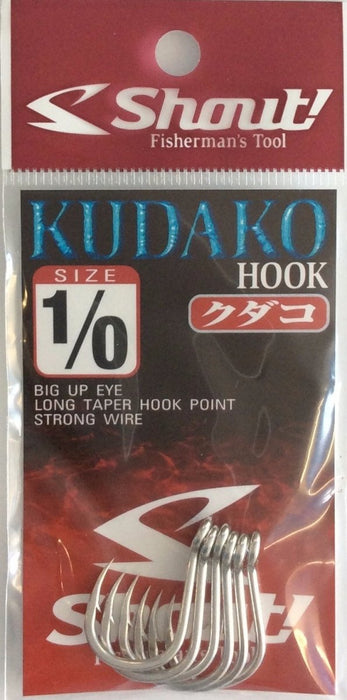 Shout!
Fisherman's Tool
KUDAKO
HOOK
SIZE
1/0
クダコ
BIG UP EYE
LONG TAPER HOOK POINT
STRONG WIRE
Shout!